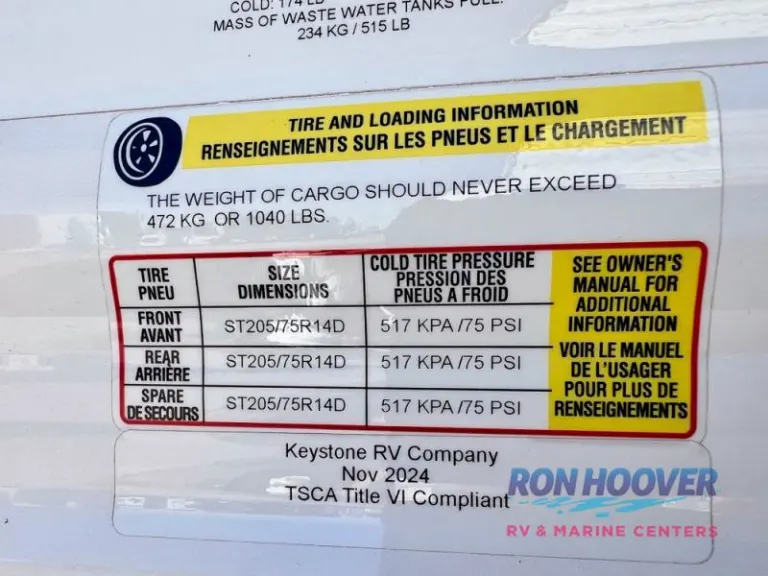 COLD: 174 LB
MASS OF WASTE WATER TANKS FULL:
234 KG / 515 LB
TIRE AND LOADING INFORMATION
RENSEIGNEMENTS SUR LES PNEUS ET LE CHARGEMENT
THE WEIGHT OF CARGO SHOULD NEVER EXCEED
472 KG OR 1040 LBS.
TIRE
PNEU
SIZE
DIMENSIONS
COLD TIRE PRESSURE
PRESSION DES
PNEUS A FROID
SEE OWNER'S
MANUAL FOR
ADDITIONAL
INFORMATION
VOIR LE MANUEL
DE L'USAGER
POUR PLUS DE
RENSEIGNEMENTS
FRONT
AVANT
ST205/75R14D
517 KPA /75 PSI
REAR
ARRIÈRE
ST205/75R14D
517 KPA /75 PSI
SPARE
DE SECOURS
ST205/75R14D
517 KPA /75 PSI
Keystone RV Company
Nov 2024
TSCA Title VI Compliant
RON HOOVER
RV & MARINE CENTERS